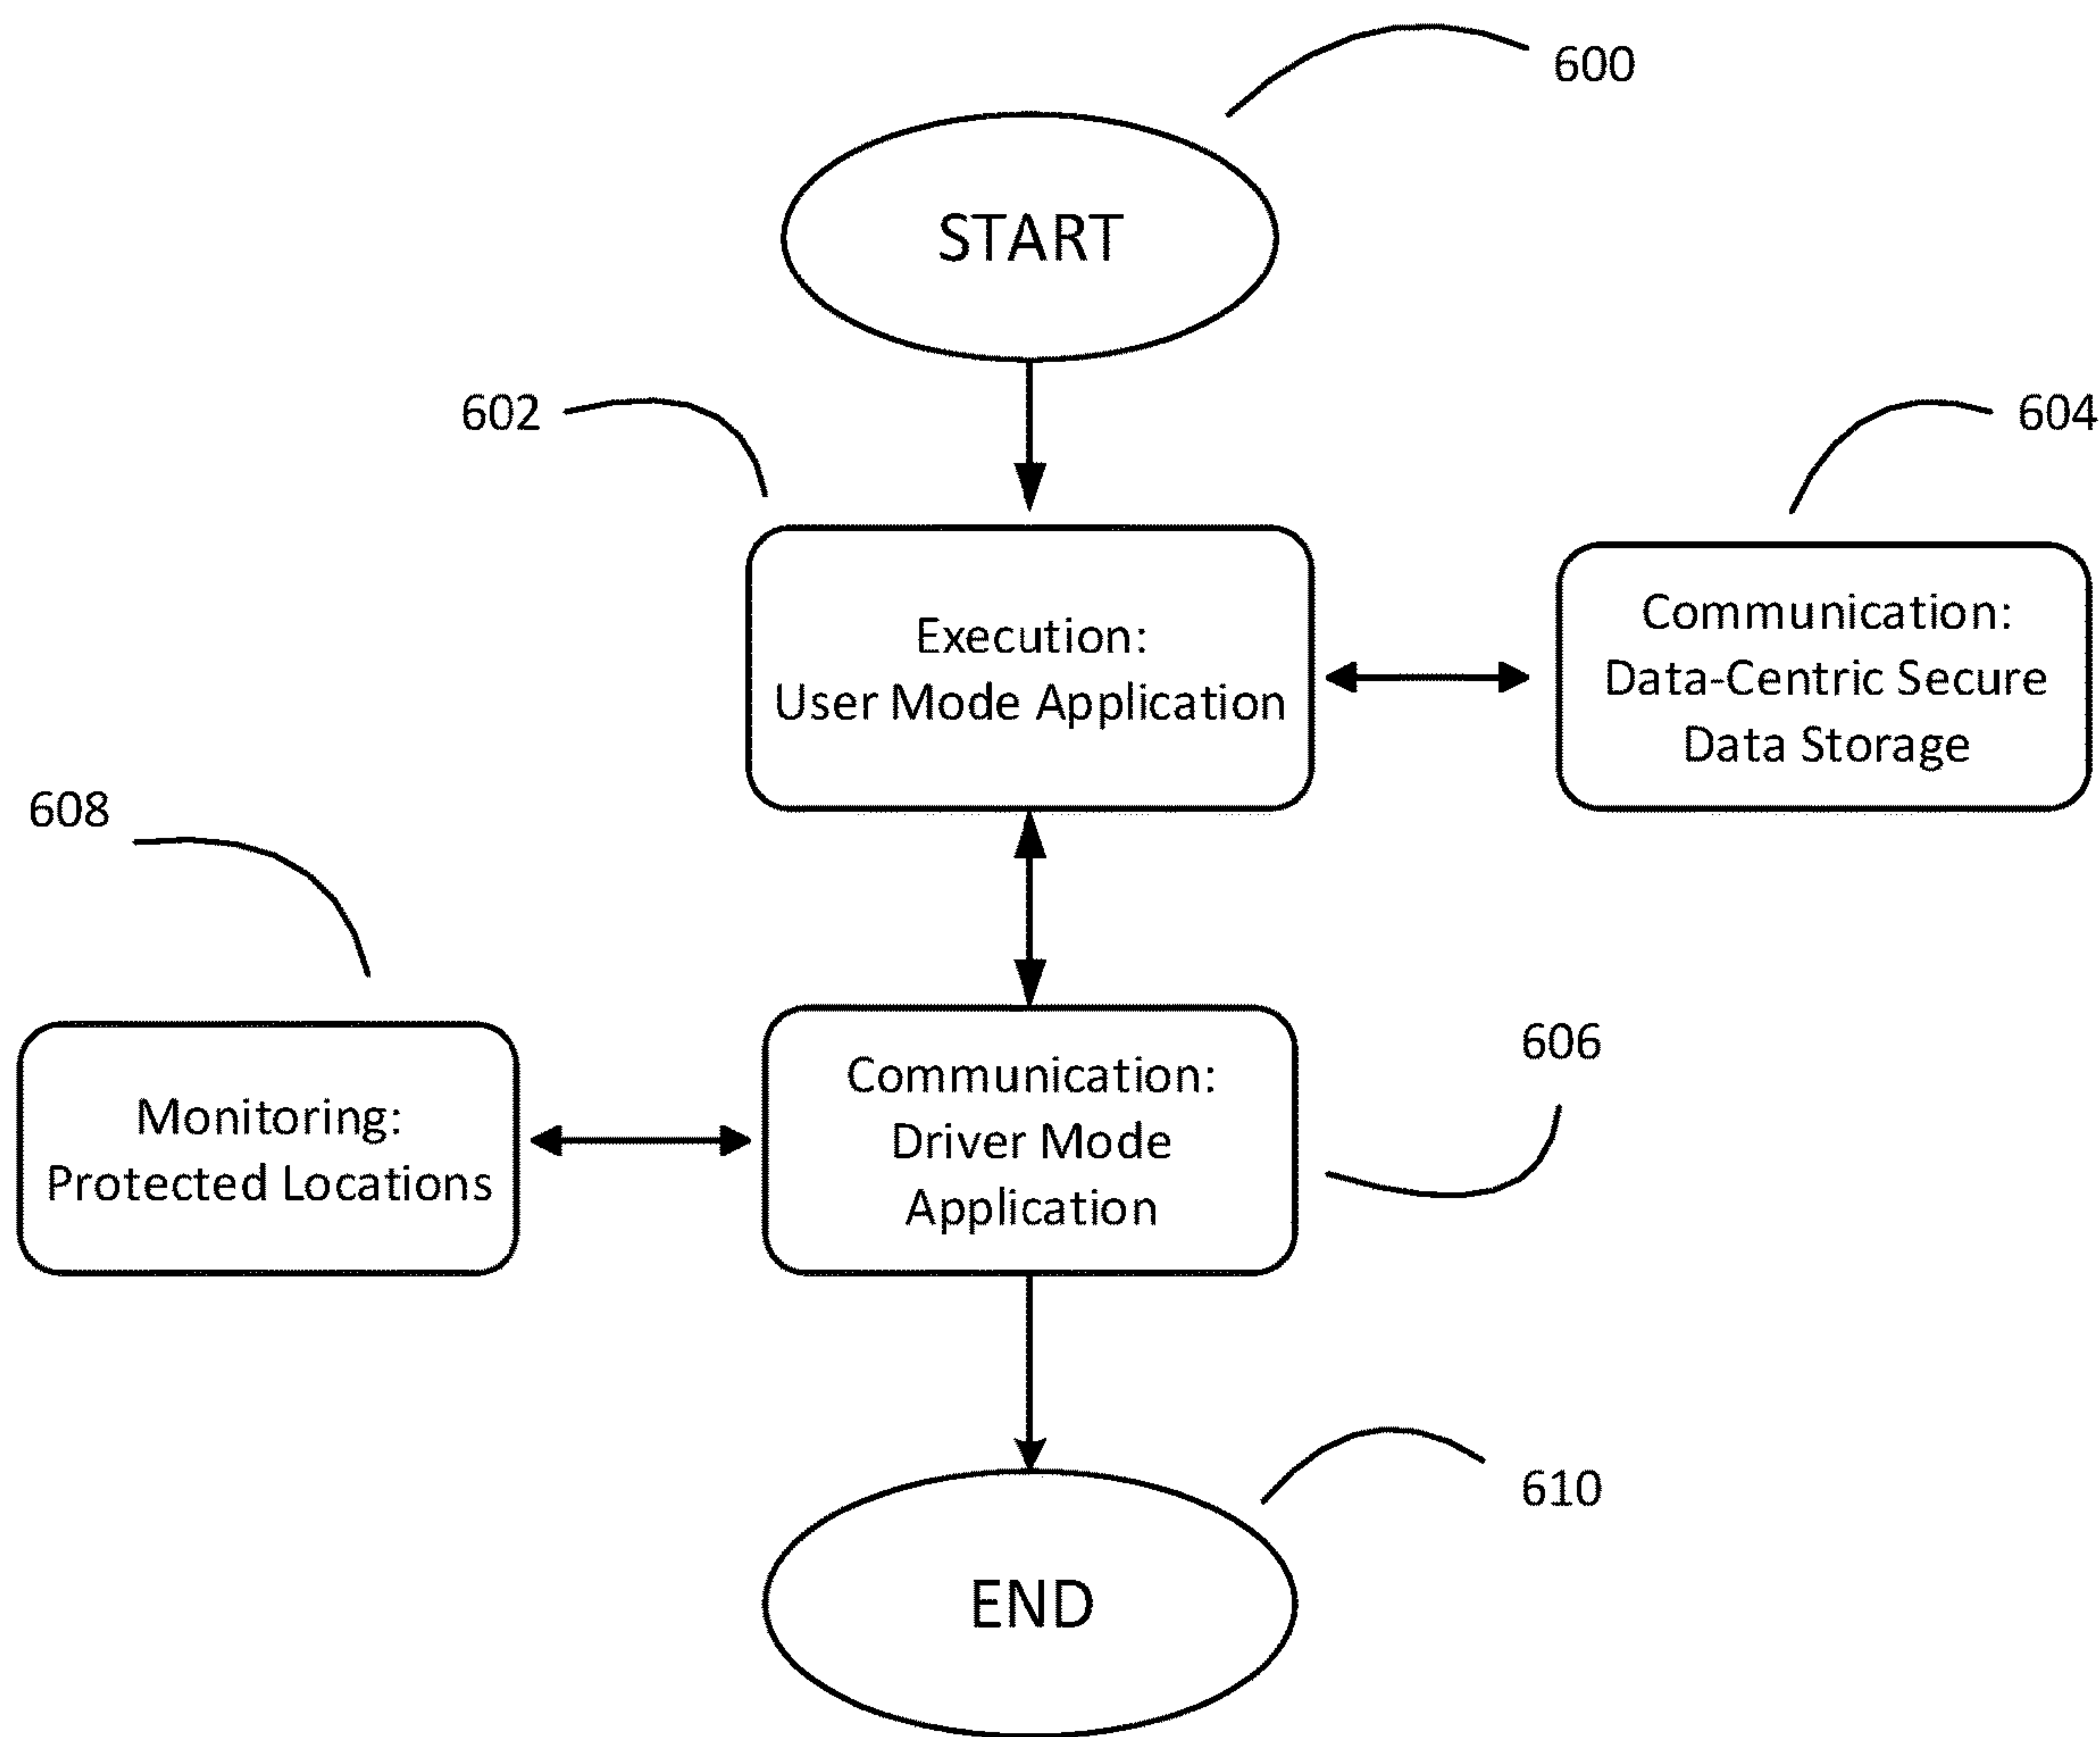 600
START
602
604
Execution:
User Mode Application
Communication:
Data-Centric Secure
Data Storage
608
Monitoring:
Protected Locations
Communication:
Driver Mode
Application
606
610
END